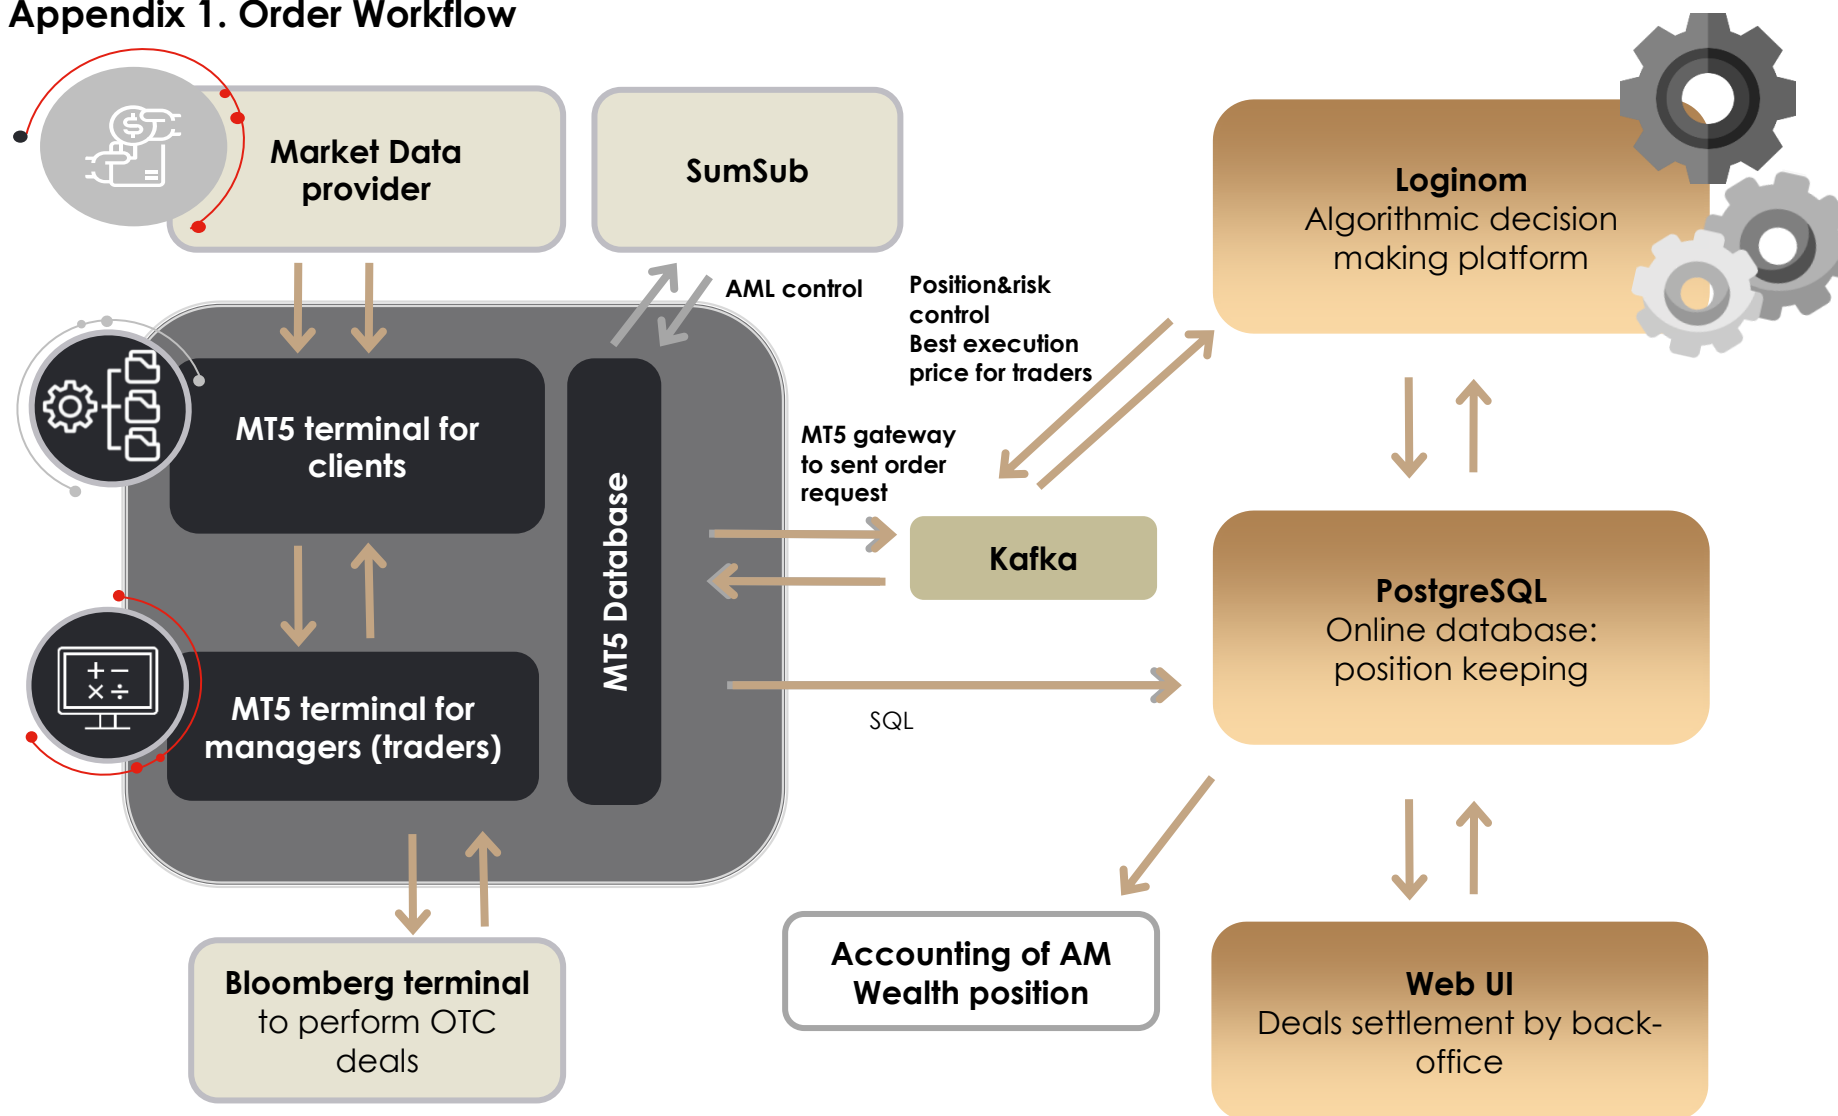 Appendix 1. Order Workflow
Market Data
provider
SumSub
Loginom
Algorithmic decision
making platform
AML control
Position&risk
control
Best execution
price for traders
MT5 terminal for
clients
MT5 Database
MT5 gateway
to sent order
request
Kafka
PostgreSQL
Online database:
position keeping
MT5 terminal for
managers (traders)
SQL
Bloomberg terminal
to perform OTC
deals
Accounting of AM
Wealth position
Web UI
Deals settlement by back-
office